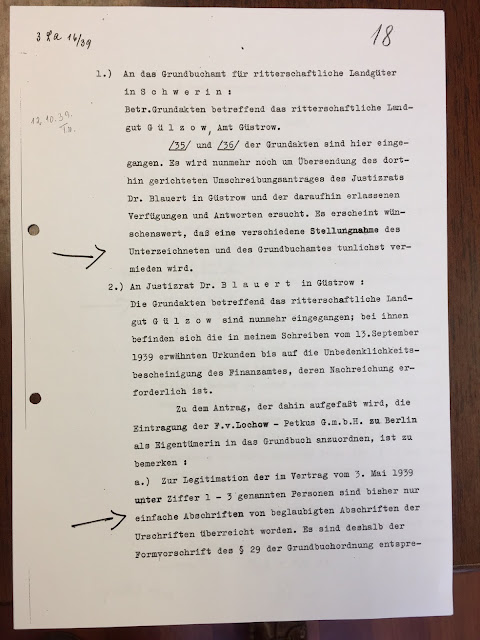 3 La 16/39
18
1.) An das Grundbuchamt für ritterschaftliche Landgüter
in S c h w e r i n :
Betr.Grundakten betreffend das ritterschaftliche Land-
gut G ü l z o w, Amt Güstrow.
12.10.39.
/35/ und /36/ der Grundakten sind hier einge-
gangen. Es wird nunmehr noch um Übersendung des dort-
hin gerichteten Umschreibungsantrages des Justizrats
Dr. Blauert in Güstrow und der daraufhin erlassenen
Verfügungen und Antworten ersucht. Es erscheint wün-
schenswert, daß eine verschiedene Stellungnahme des
Unterzeichneten und des Grundbuchamtes tunlichst ver-
mieden wird.
2.) An Justizrat Dr. B l a u e r t in Güstrow :
Die Grundakten betreffend das ritterschaftliche Land-
gut G ü l z o w sind nunmehr eingegangen; bei ihnen
befinden sich die in meinem Schreiben vom 13.September
1939 erwähnten Urkunden bis auf die Unbedenklichkeits-
bescheinigung des Finanzamtes, deren Nachreichung er-
forderlich ist.
Zu dem Antrag, der dahin aufgefaßt wird, die
Eintragung der F.v.Lochow - Petkus G.m.b.H. zu Berlin
als Eigentümerin in das Grundbuch anzuordnen, ist zu
bemerken :
a.) Zur Legitimation der in Vertrag vom 3. Mai 1939
unter Ziffer 1 - 3 genannten Personen sind bisher nur
einfache Abschriften von beglaubigten Abschriften der
Urschriften überreicht worden. Es sind deshalb der
Formvorschrift des § 29 der Grundbuchordnung entspre-